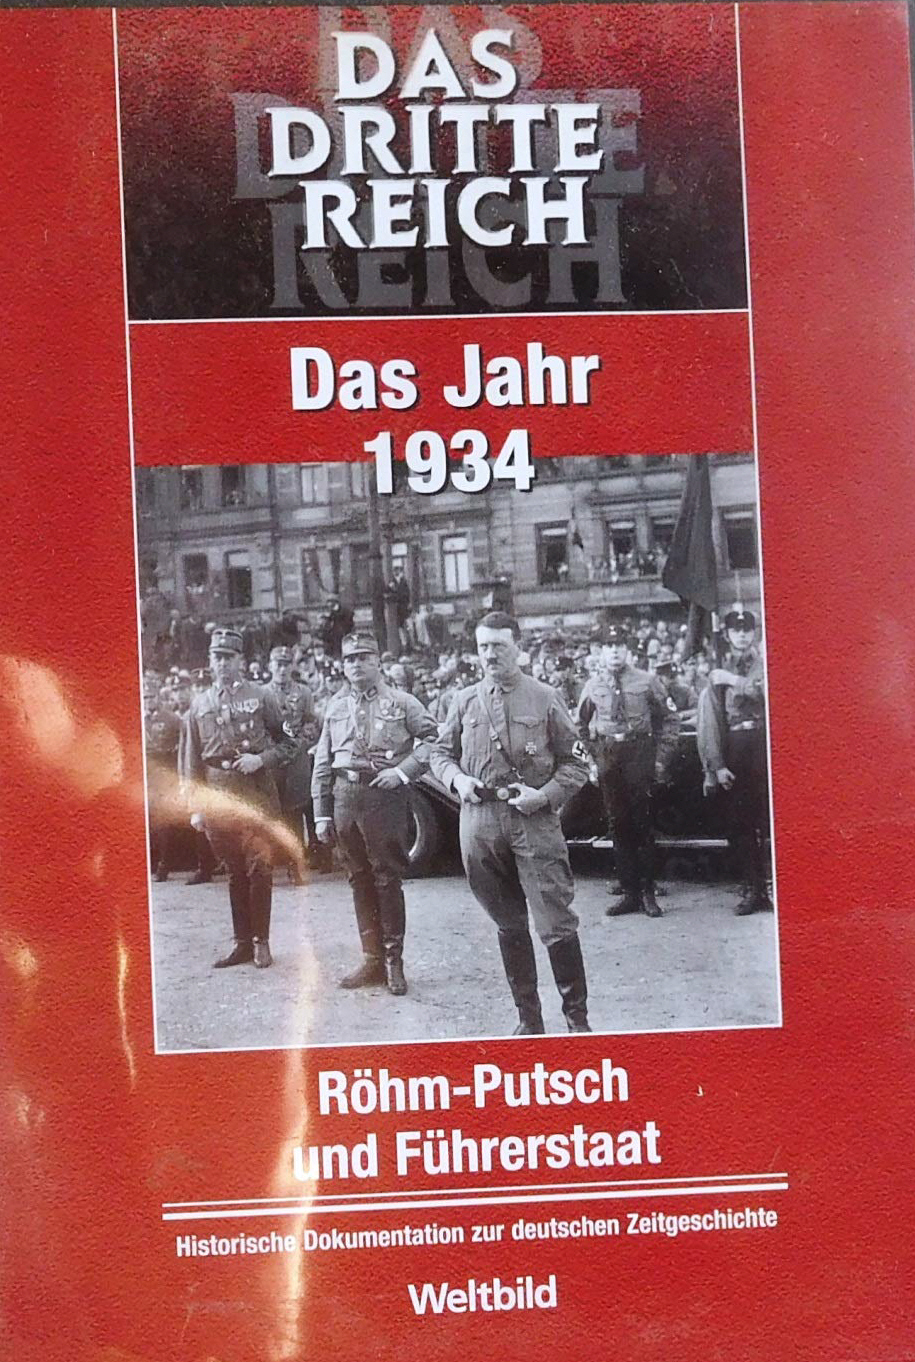 DAS
DRITTE
REICH
Das Jahr
1934
Röhm-Putsch
und Führerstaat
Historische Dokumentation zur deutschen Zeitgeschichte
Weltbild